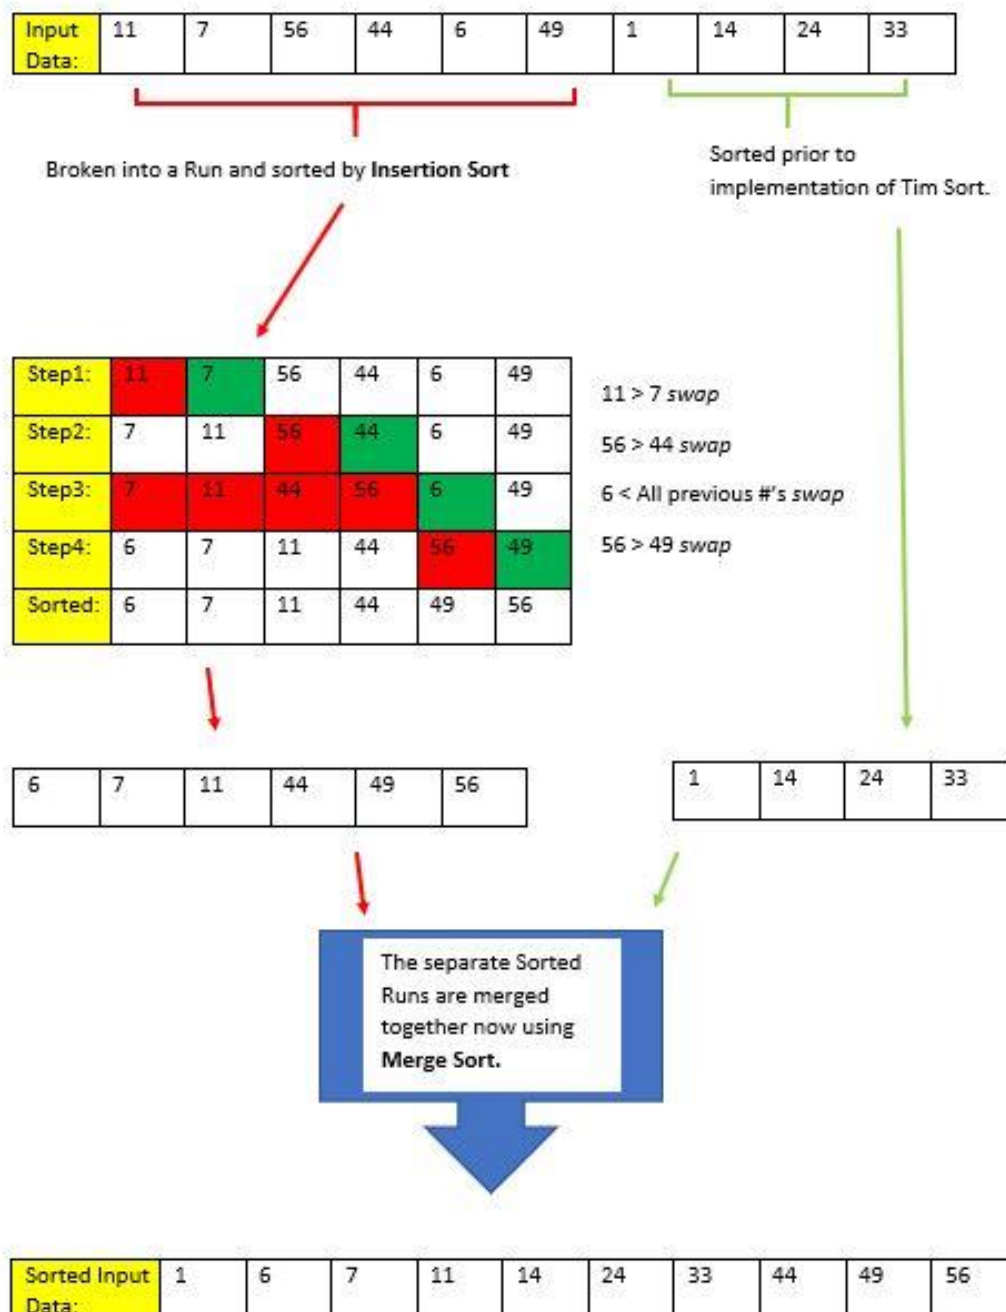 Input Data: 11 7 56 44 6 49 1 14 24 33
Broken into a Run and sorted by Insertion Sort
Sorted prior to
implementation of Tim Sort.
Step1: 11 7 56 44 6 49
11 > 7 swap
Step2: 7 11 56 44 6 49
56 > 44 swap
Step3: 7 11 44 56 6 49
6 < All previous #'s swap
Step4: 6 7 11 44 56 49
56 > 49 swap
Sorted: 6 7 11 44 49 56
6 7 11 44 49 56
1 14 24 33
The separate Sorted
Runs are merged
together now using
Merge Sort.
Sorted Input Data: 1 6 7 11 14 24 33 44 49 56